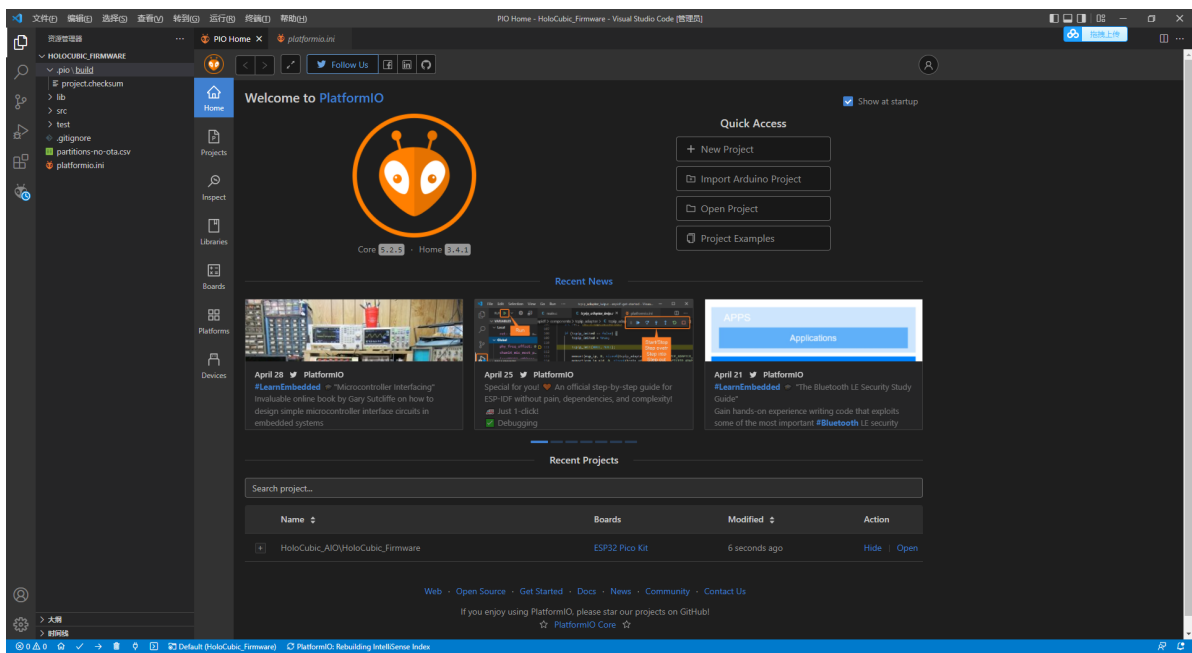 文件(F) 编辑(E) 选择(S) 查看(V) 转到(G) 运行(R) 终端(T) 帮助(H) PIO Home - HoloCubic_Firmware - Visual Studio Code [管理员]
拖拽上传
资源管理器 ···
PIO Home × platformio.ini
HOLOCUBIC_FIRMWARE
.pio \ build
project.checksum
lib
src
test
.gitignore
partitions-no-ota.csv
platformio.ini
大纲
时间线
Follow Us
Home
Projects
Inspect
Libraries
Boards
Platforms
Devices
Welcome to PlatformIO
Show at startup
Core 5.2.5 - Home 3.4.1
Quick Access
New Project
Import Arduino Project
Open Project
Project Examples
Recent News
April 28 PlatformIO
#LearnEmbedded "Microcontroller Interfacing"
Invaluable online book by Gary Sutcliffe on how to
design simple microcontroller interface circuits in
embedded systems
April 25 PlatformIO
Special for you! An official step-by-step guide for
ESP-IDF without pain, dependencies, and complexity!
Just 1-click!
Debugging
APPS
Applications
April 21 PlatformIO
#LearnEmbedded "The Bluetooth LE Security Study
Guide"
Gain hands-on experience writing code that exploits
some of the most important #Bluetooth LE security
Recent Projects
Search project...
Name Boards Modified Action
HoloCubic_AIO\HoloCubic_Firmware ESP32 Pico Kit 6 seconds ago Hide Open
Web · Open Source · Get Started · Docs · News · Community · Contact Us
If you enjoy using PlatformIO, please star our projects on GitHub!
PlatformIO Core
0 0 Default (HoloCubic_Firmware) PlatformIO: Rebuilding IntelliSense Index